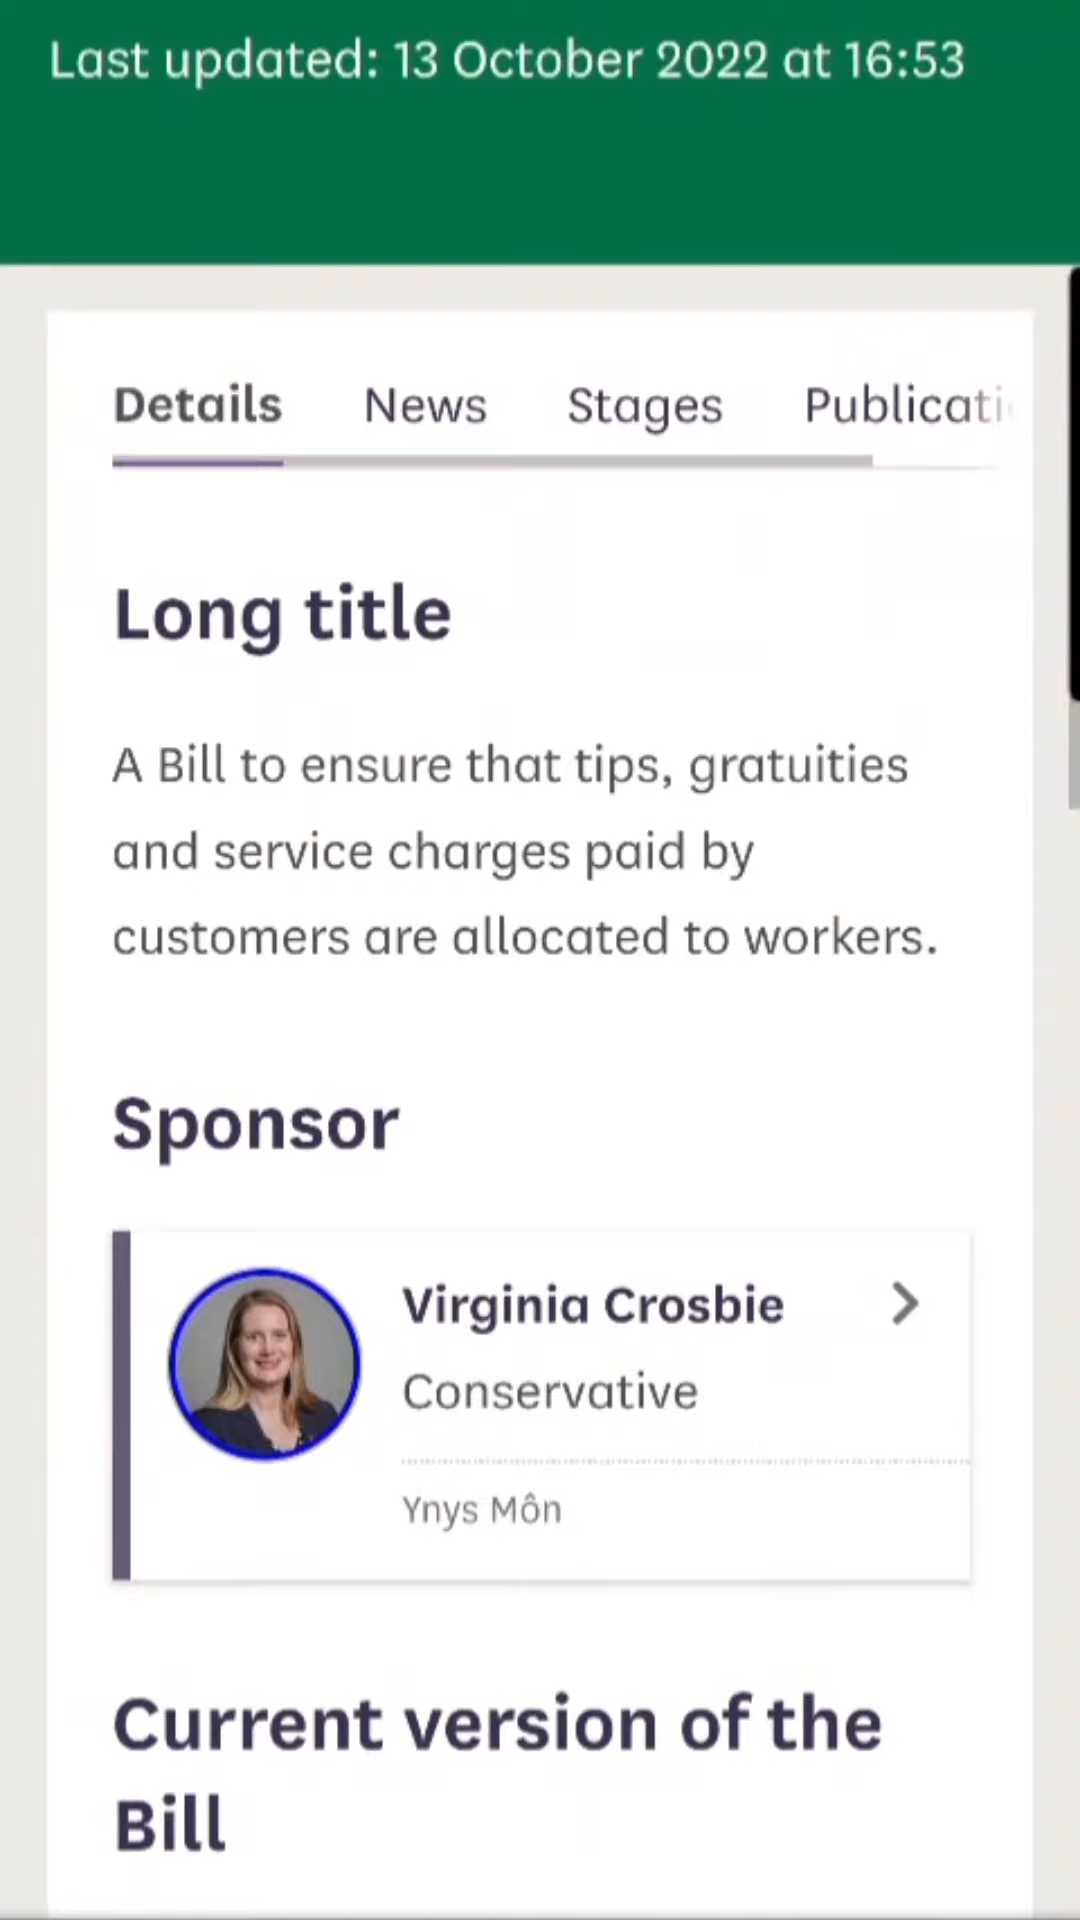 Last updated: 13 October 2022 at 16:53
Details News Stages Publicati
Long title
A Bill to ensure that tips, gratuities
and service charges paid by
customers are allocated to workers.
Sponsor
Virginia Crosbie
Conservative
Ynys Môn
Current version of the
Bill